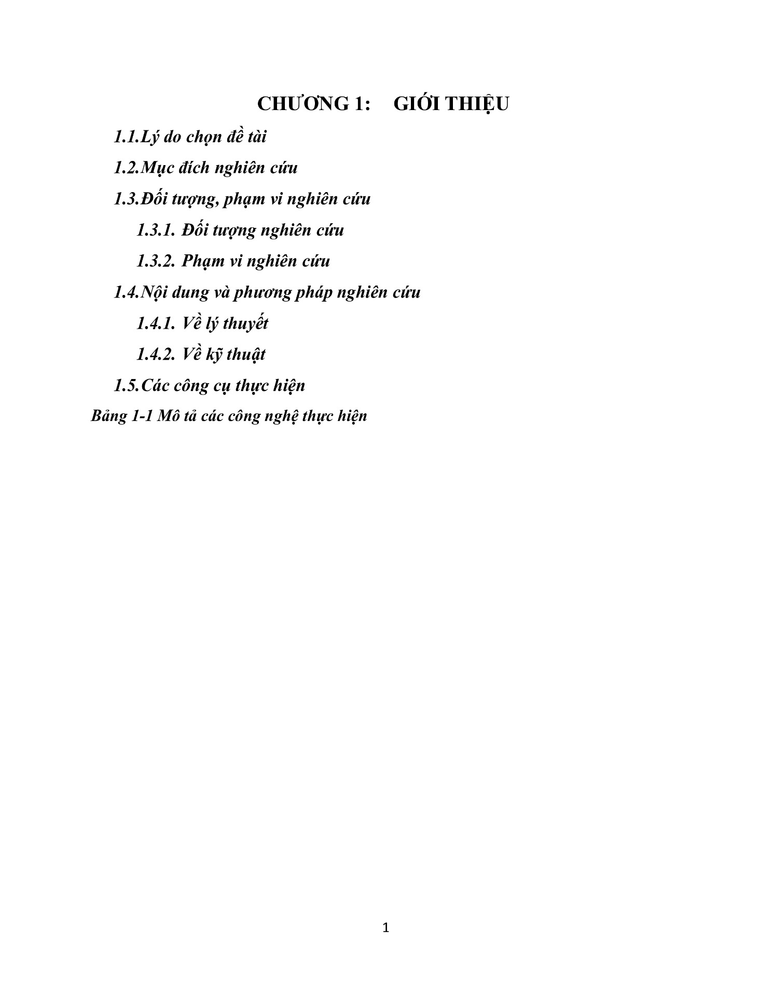 CHƯƠNG 1: GIỚI THIỆU
1.1.Lý do chọn đề tài
1.2.Mục đích nghiên cứu
1.3.Đối tượng, phạm vi nghiên cứu
1.3.1. Đối tượng nghiên cứu
1.3.2. Phạm vi nghiên cứu
1.4.Nội dung và phương pháp nghiên cứu
1.4.1. Về lý thuyết
1.4.2. Về kỹ thuật
1.5.Các công cụ thực hiện
Bảng 1-1 Mô tả các công nghệ thực hiện
1